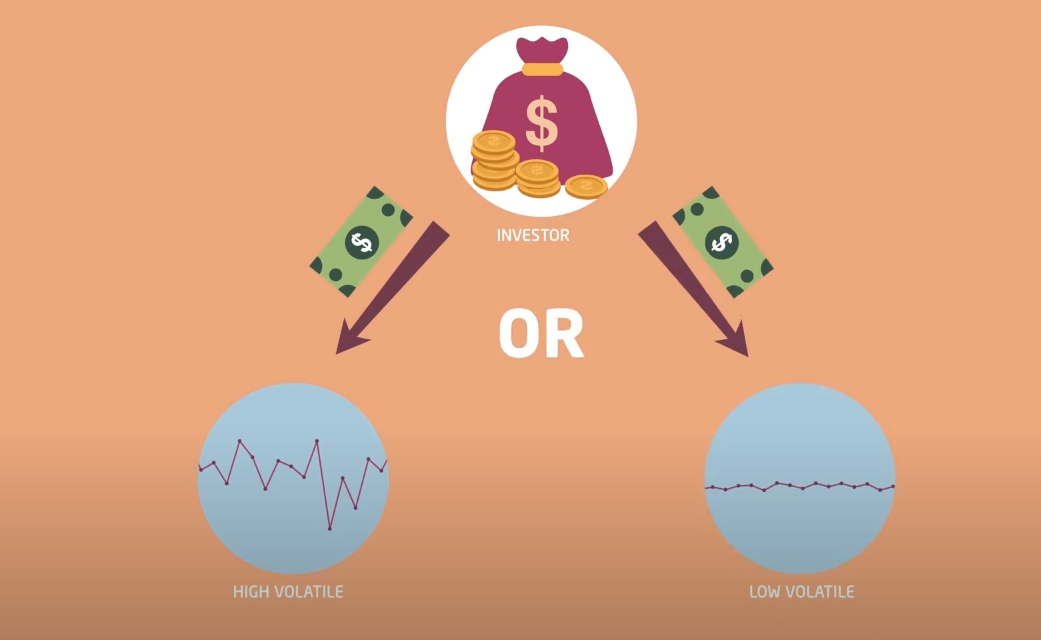 $
INVESTOR
$
$
OR
HIGH VOLATILE
LOW VOLATILE